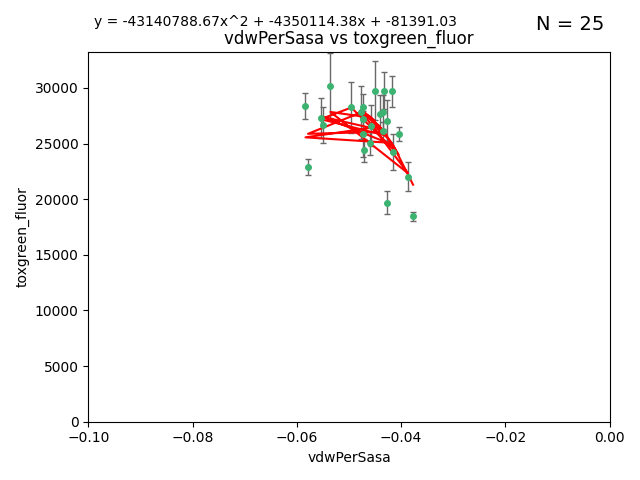 y = -43140788.67x^2 + -4350114.38x + -81391.03
N = 25
vdwPerSasa vs toxgreen_fluor
30000
25000
20000
15000
10000
5000
0
toxgreen_fluor
−0.10 −0.08 −0.06 −0.04 −0.02 0.00
vdwPerSasa